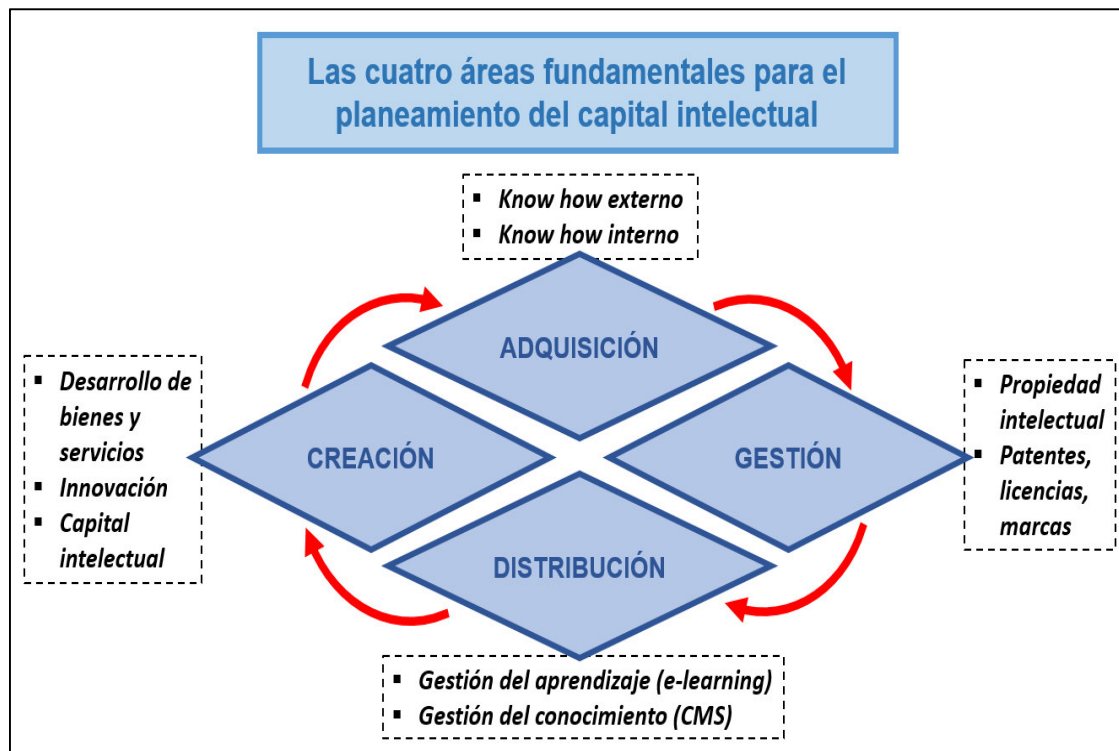 Las cuatro áreas fundamentales para el
planeamiento del capital intelectual
▪ Know how externo
▪ Know how interno
ADQUISICIÓN
▪ Desarrollo de
bienes y
servicios
▪ Innovación
▪ Capital
intelectual
CREACIÓN
GESTIÓN
▪ Propiedad
intelectual
▪ Patentes,
licencias,
marcas
DISTRIBUCIÓN
▪ Gestión del aprendizaje (e-learning)
▪ Gestión del conocimiento (CMS)